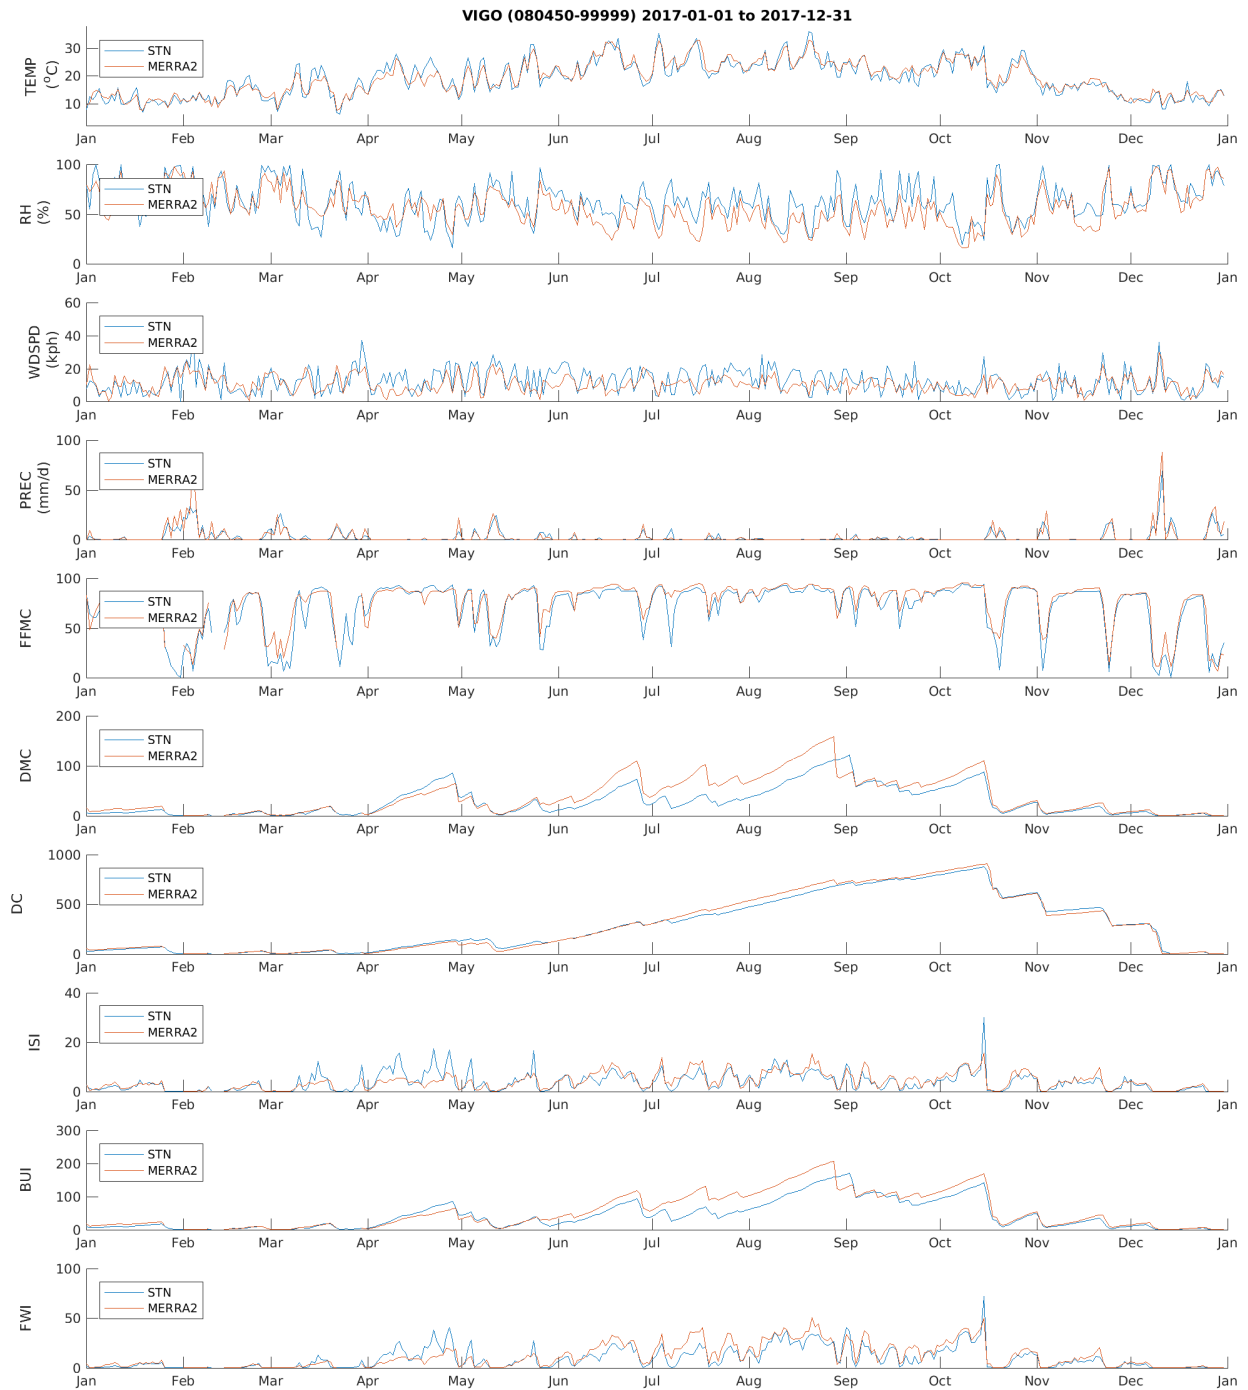 VIGO (080450-99999) 2017-01-01 to 2017-12-31
TEMP
(°C)
30
20
10
STN
MERRA2
Jan Feb Mar Apr May Jun Jul Aug Sep Oct Nov Dec Jan
RH
(%)
100
50
0
STN
MERRA2
Jan Feb Mar Apr May Jun Jul Aug Sep Oct Nov Dec Jan
WDSPD
(kph)
60
40
20
0
STN
MERRA2
Jan Feb Mar Apr May Jun Jul Aug Sep Oct Nov Dec Jan
PREC
(mm/d)
100
50
0
STN
MERRA2
Jan Feb Mar Apr May Jun Jul Aug Sep Oct Nov Dec Jan
FFMC
100
50
0
STN
MERRA2
Jan Feb Mar Apr May Jun Jul Aug Sep Oct Nov Dec Jan
DMC
200
100
0
STN
MERRA2
Jan Feb Mar Apr May Jun Jul Aug Sep Oct Nov Dec Jan
DC
1000
500
0
STN
MERRA2
Jan Feb Mar Apr May Jun Jul Aug Sep Oct Nov Dec Jan
ISI
40
20
0
STN
MERRA2
Jan Feb Mar Apr May Jun Jul Aug Sep Oct Nov Dec Jan
BUI
300
200
100
0
STN
MERRA2
Jan Feb Mar Apr May Jun Jul Aug Sep Oct Nov Dec Jan
FWI
100
50
0
STN
MERRA2
Jan Feb Mar Apr May Jun Jul Aug Sep Oct Nov Dec Jan